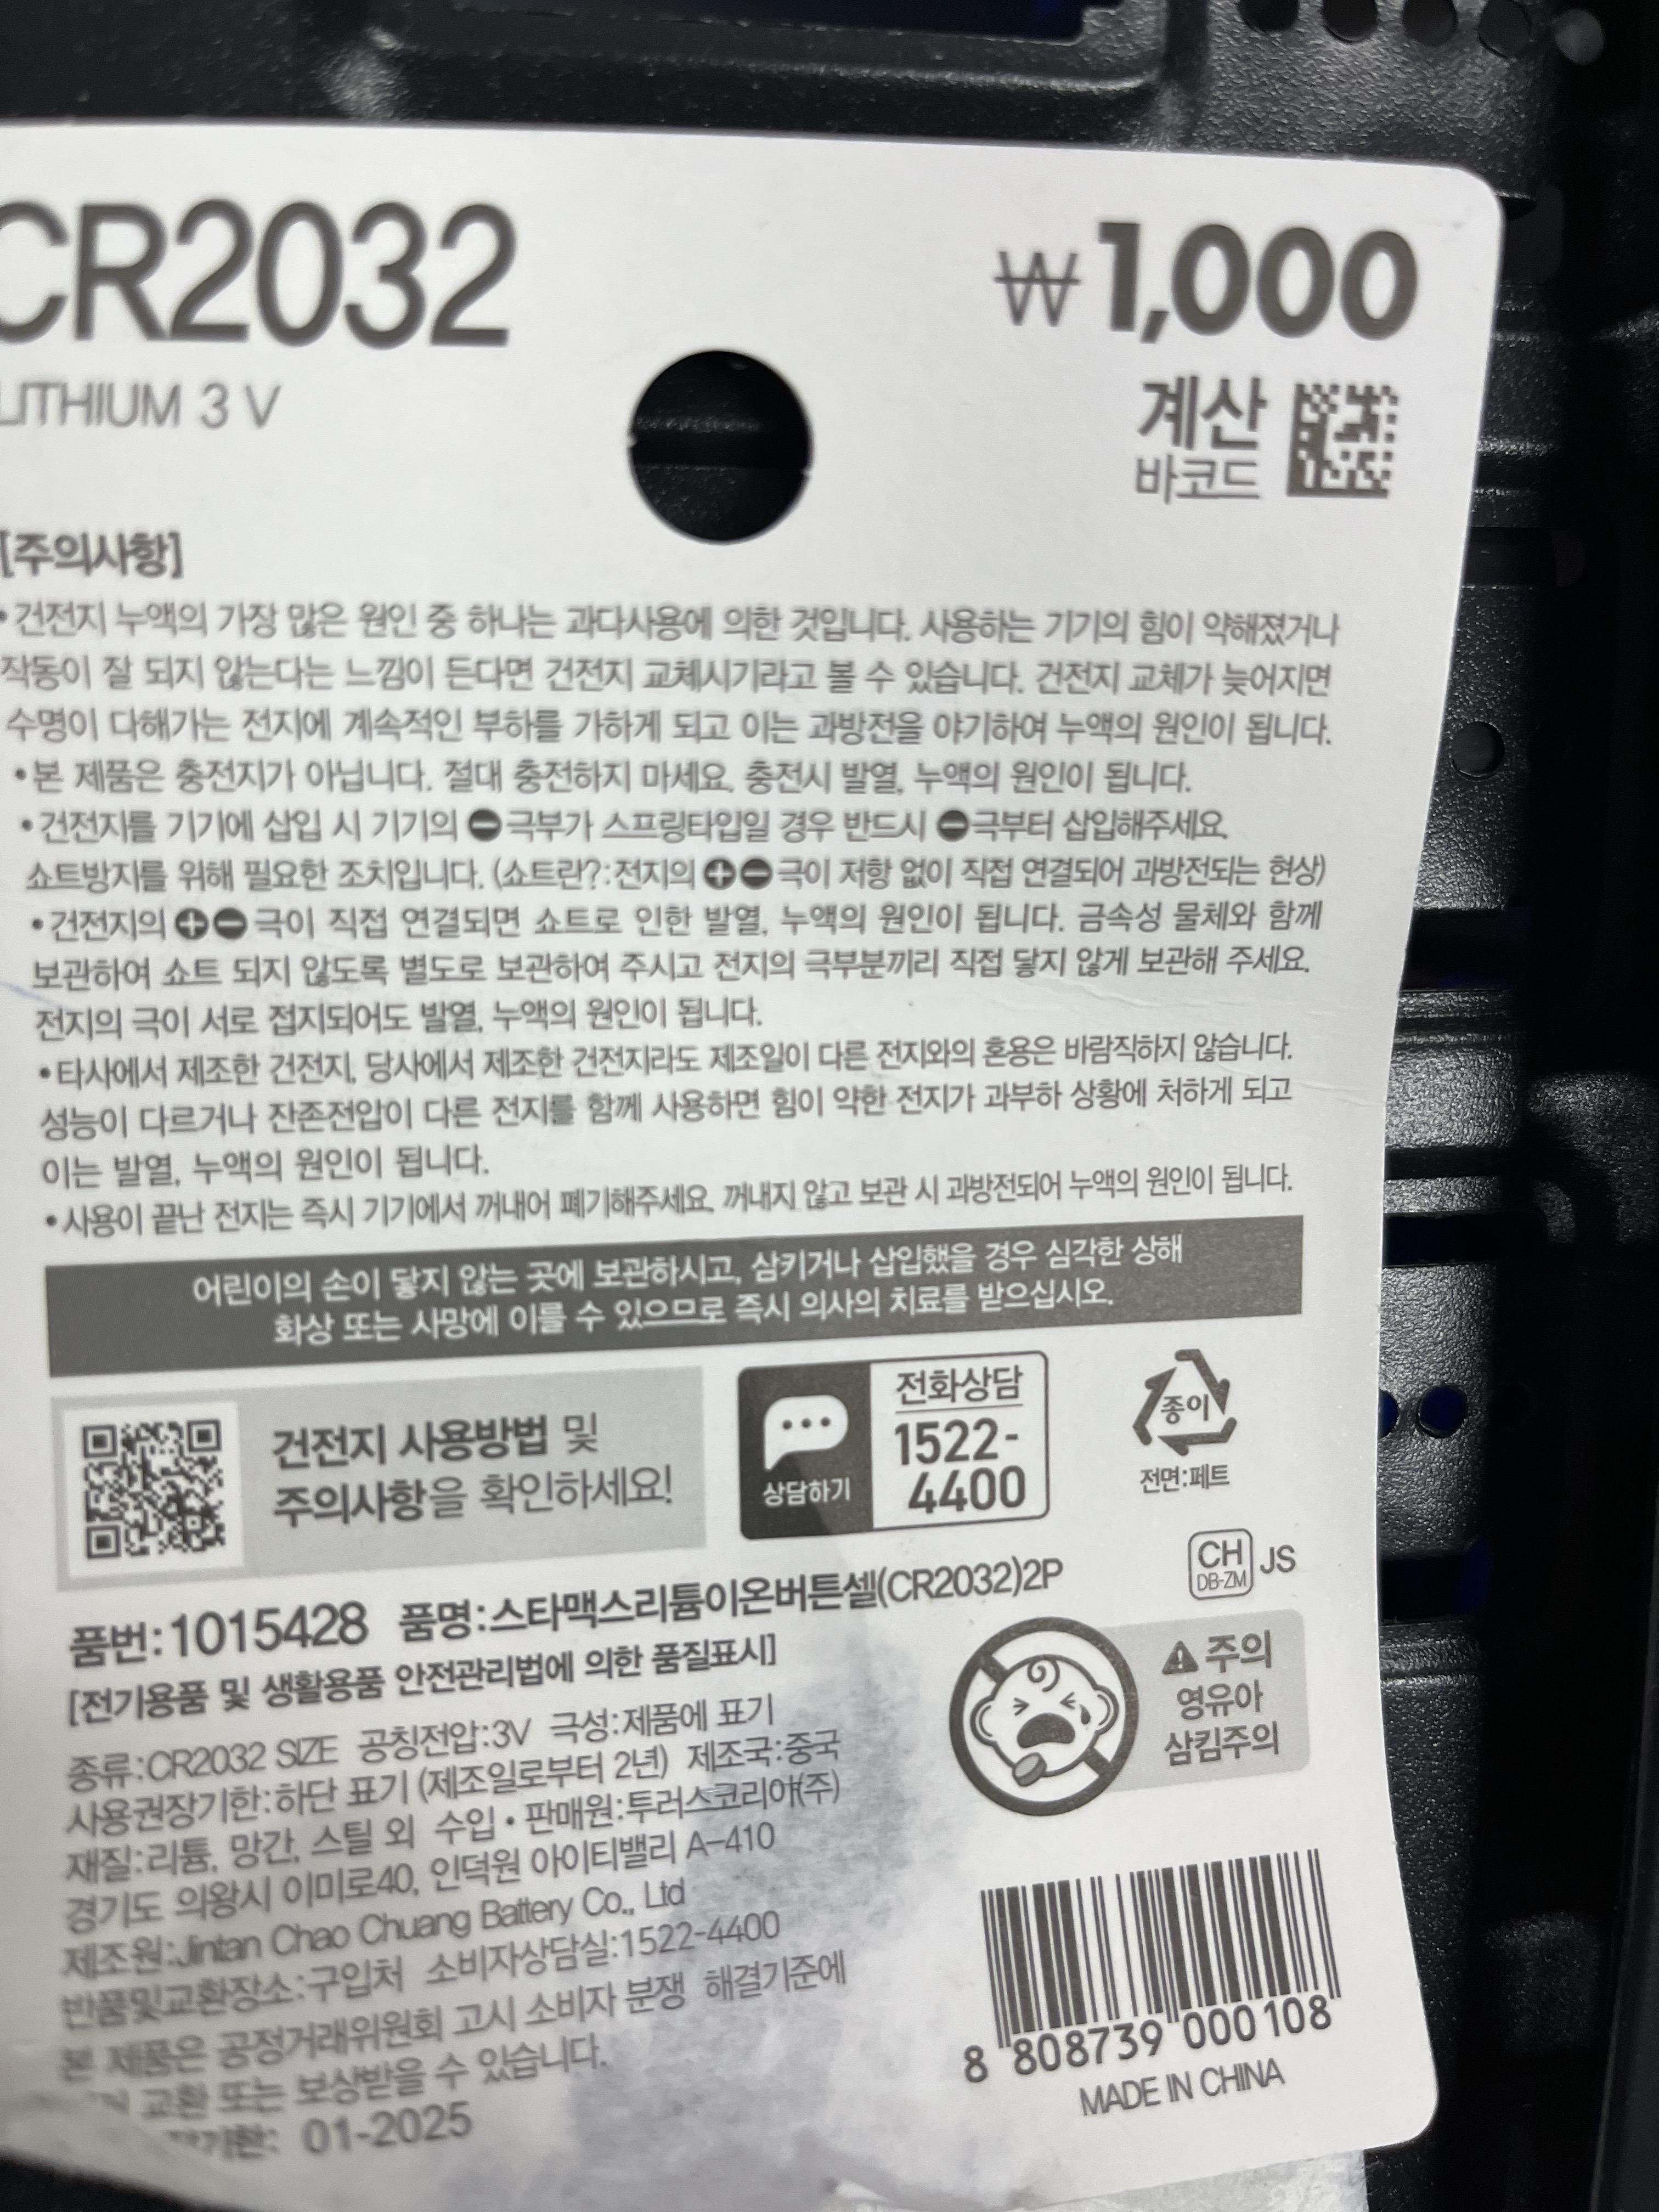 CR2032
₩1,000
LITHIUM 3 V
계산
바코드
[주의사항]
•건전지 누액의 가장 많은 원인 중 하나는 과다사용에 의한 것입니다. 사용하는 기기의 힘이 약해졌거나
작동이 잘 되지 않는다는 느낌이 든다면 건전지 교체시기라고 볼 수 있습니다. 건전지 교체가 늦어지면
수명이 다해가는 전지에 계속적인 부하를 가하게 되고 이는 과방전을 야기하여 누액의 원인이 됩니다.
•본 제품은 충전지가 아닙니다. 절대 충전하지 마세요. 충전시 발열, 누액의 원인이 됩니다.
•건전지를 기기에 삽입 시 기기의 ⊖극부가 스프링타입일 경우 반드시 ⊖극부터 삽입해주세요.
쇼트방지를 위해 필요한 조치입니다. (쇼트란?:전지의 ⊕⊖극이 저항 없이 직접 연결되어 과방전되는 현상)
•건전지의 ⊕⊖극이 직접 연결되면 쇼트로 인한 발열, 누액의 원인이 됩니다. 금속성 물체와 함께
보관하여 쇼트 되지 않도록 별도로 보관하여 주시고 전지의 극부분끼리 직접 닿지 않게 보관해 주세요.
전지의 극이 서로 접지되어도 발열, 누액의 원인이 됩니다.
•타사에서 제조한 건전지, 당사에서 제조한 건전지라도 제조일이 다른 전지와의 혼용은 바람직하지 않습니다.
성능이 다르거나 잔존전압이 다른 전지를 함께 사용하면 힘이 약한 전지가 과부하 상황에 처하게 되고
이는 발열, 누액의 원인이 됩니다.
•사용이 끝난 전지는 즉시 기기에서 꺼내어 폐기해주세요. 꺼내지 않고 보관 시 과방전되어 누액의 원인이 됩니다.
어린이의 손이 닿지 않는 곳에 보관하시고, 삼키거나 삽입했을 경우 심각한 상해
화상 또는 사망에 이를 수 있으므로 즉시 의사의 치료를 받으십시오.
건전지 사용방법 및
주의사항을 확인하세요!
상담하기
전화상담
1522-
4400
종이
전면:페트
CH
DB-ZM
JS
품번:1015428 품명:스타맥스리튬이온버튼셀(CR2032)2P
[전기용품 및 생활용품 안전관리법에 의한 품질표시]
종류:CR2032 SIZE 공칭전압:3V 극성:제품에 표기
사용권장기한:하단 표기 (제조일로부터 2년) 제조국:중국
재질:리튬, 망간, 스틸 외 수입•판매원:투러스코리아(주)
경기도 의왕시 이미로40, 인덕원 아이티밸리 A-410
제조원:Jintan Chao Chuang Battery Co., Ltd
반품및교환장소:구입처 소비자상담실:1522-4400
본 제품은 공정거래위원회 고시 소비자 분쟁 해결기준에
교환 또는 보상받을 수 있습니다.
01-2025
주의
영유아
삼킴주의
8 808739 000108
MADE IN CHINA